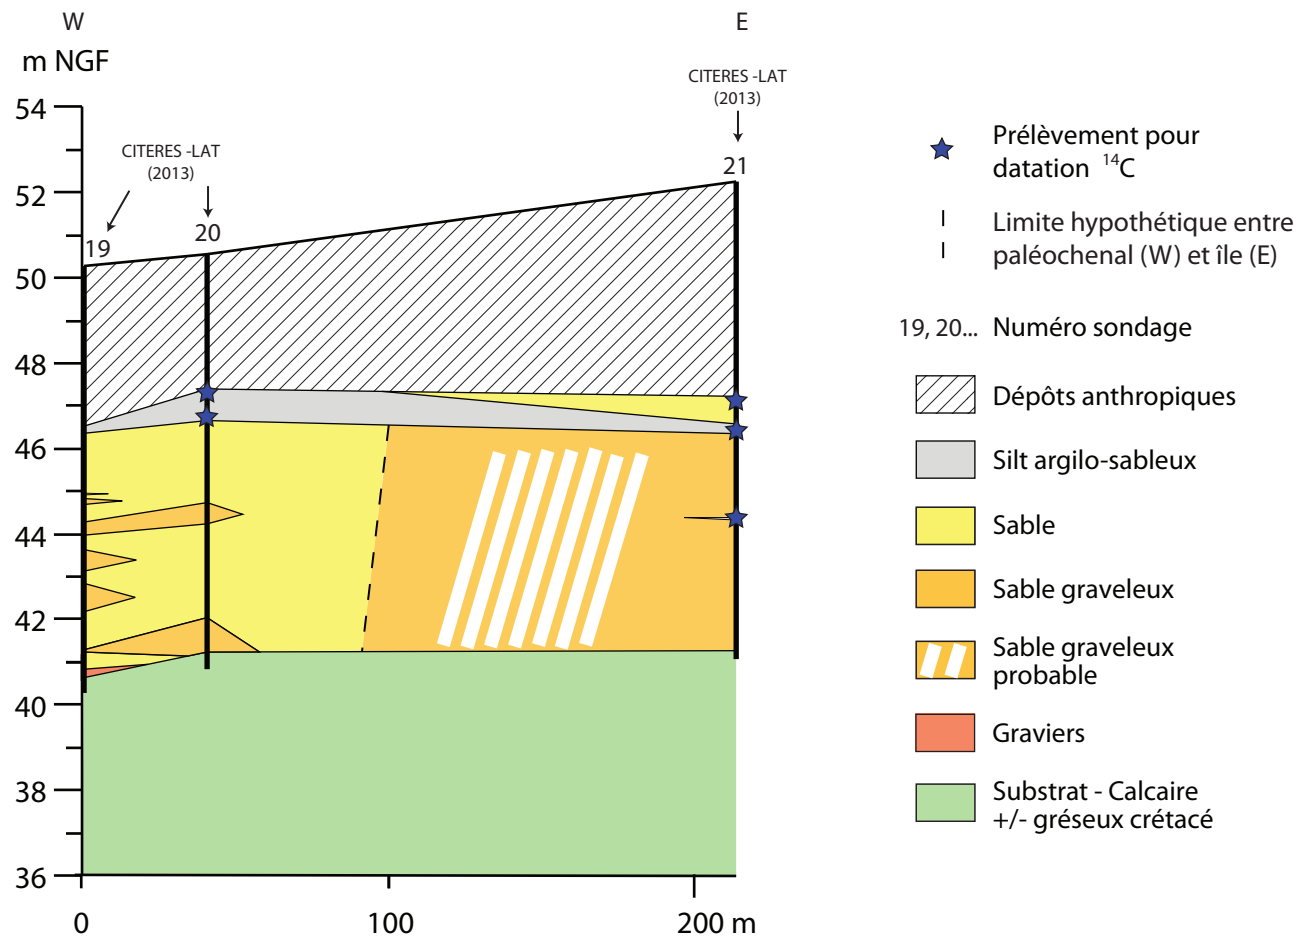 W
E
m NGF
CITERES -LAT
(2013)
CITERES -LAT
(2013)
54
52
50
48
46
44
42
40
38
36
19
20
21
0
100
200 m
Prélèvement pour
datation ¹⁴C
Limite hypothétique entre
paléochenal (W) et île (E)
19, 20... Numéro sondage
Dépôts anthropiques
Silt argilo-sableux
Sable
Sable graveleux
Sable graveleux
probable
Graviers
Substrat - Calcaire
+/- gréseux crétacé